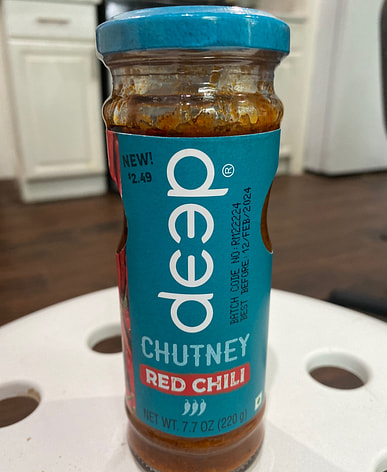 NEW!
$2.49
deep®
BATCH CODE NO:RM22224
BEST BEFORE:12/FEB/2024
CHUTNEY
RED CHILI
NET WT. 7.7 OZ (220g)